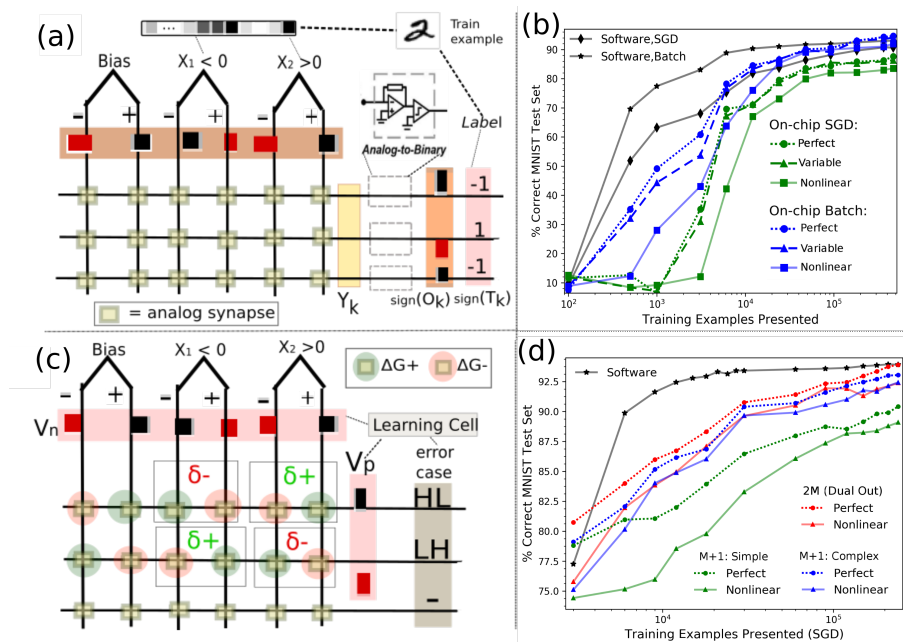 (a)
Train
example
Bias
X₁ < 0
X₂ >0
- + - + - +
Label
Analog-to-Binary
-1
1
-1
Yₖ
sign(Oₖ)
sign(Tₖ)
= analog synapse
(b)
% Correct MNIST Test Set
90
80
70
60
50
40
30
20
10
Software,SGD
Software,Batch
On-chip SGD:
Perfect
Variable
Nonlinear
On-chip Batch:
Perfect
Variable
Nonlinear
10² 10³ 10⁴ 10⁵
Training Examples Presented
(c)
Bias
X₁ < 0
X₂ >0
ΔG+ ΔG-
- + - + - +
Vₙ
Learning Cell
Vₚ
error
case
δ- δ+
HL
δ+ δ-
LH
-
(d)
% Correct MNIST Test Set
92.5
90.0
87.5
85.0
82.5
80.0
77.5
75.0
Software
2M (Dual Out)
Perfect
Nonlinear
M+1: Simple
Perfect
Nonlinear
M+1: Complex
Perfect
Nonlinear
10⁴ 10⁵
Training Examples Presented (SGD)